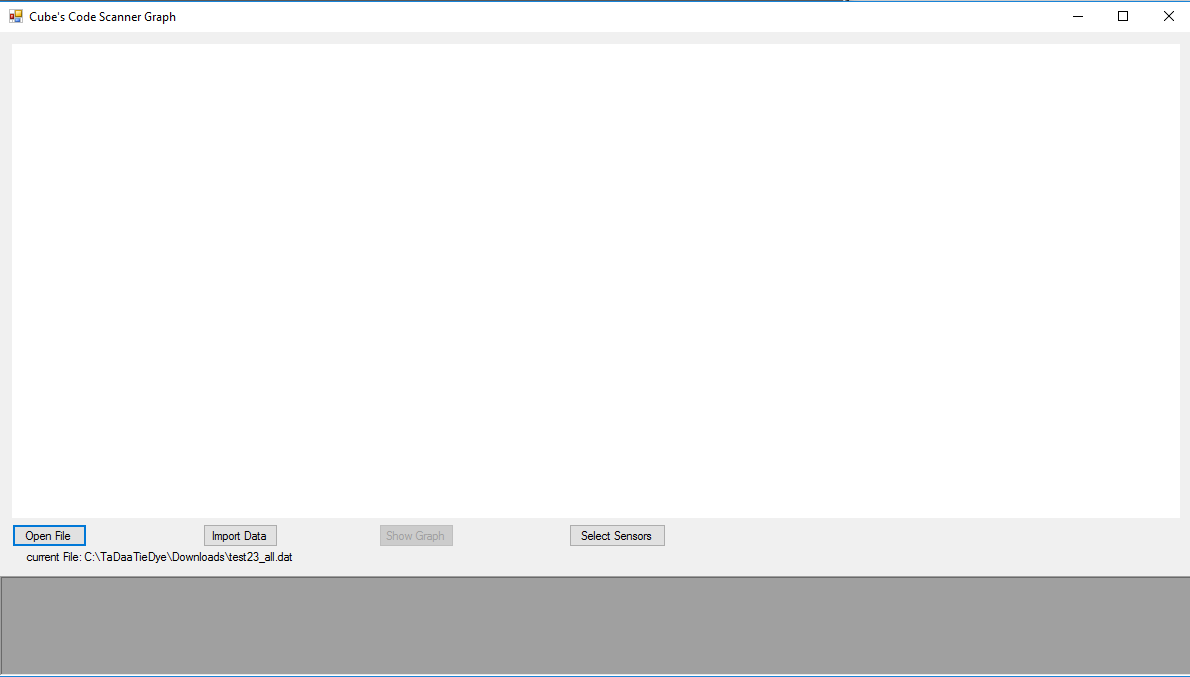 Cube's Code Scanner Graph
Open File Import Data Show Graph Select Sensors
current File: C:\TaDaaTieDye\Downloads\test23_all.dat